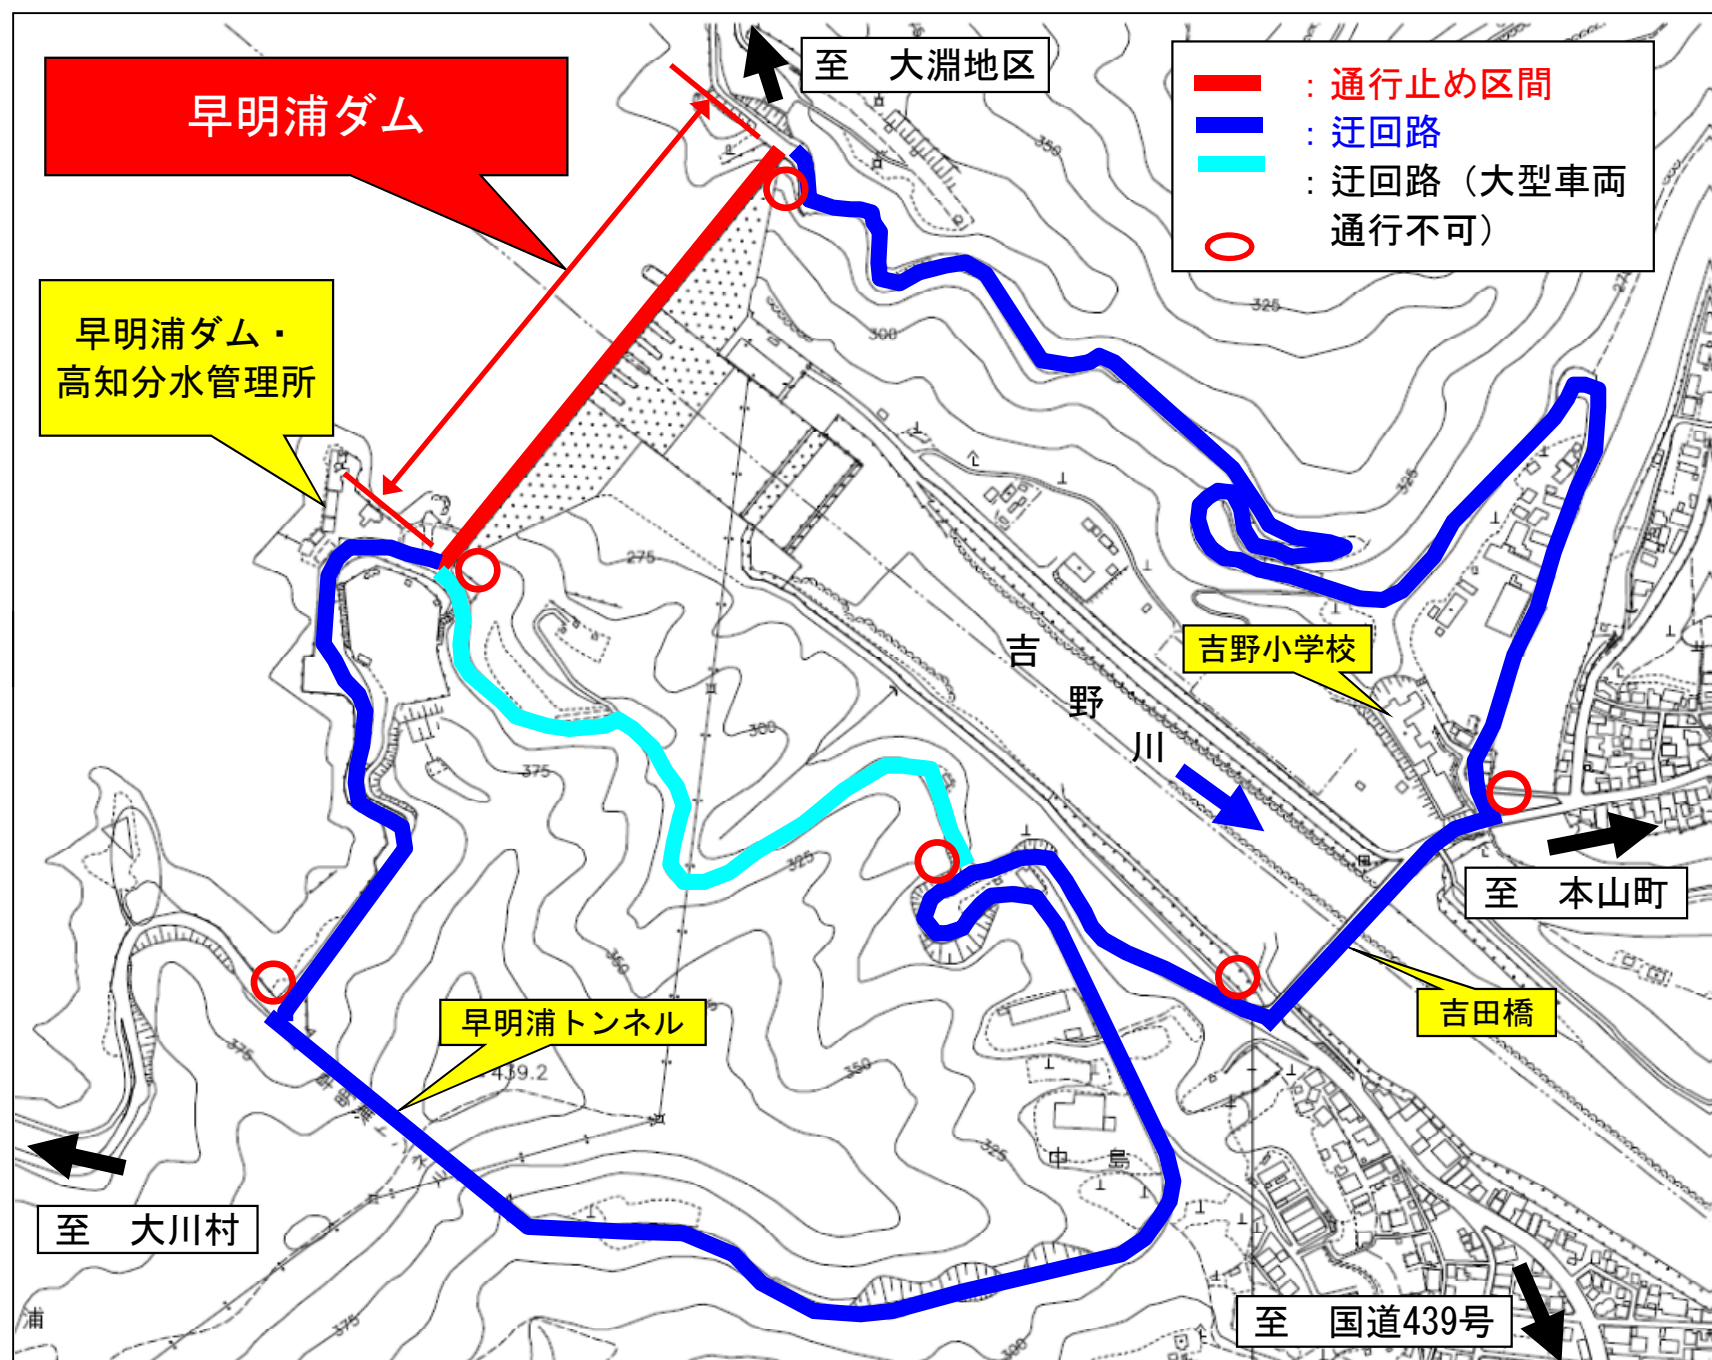 至　大淵地区
早明浦ダム
：通行止め区間
：迂回路
：迂回路（大型車両
通行不可）
早明浦ダム・
高知分水管理所
350
325
300
275
325
275
吉野小学校
吉
野
川
300
375
325
350
至　本山町
吉田橋
早明浦トンネル
375
439.2
350
325
中　島
至　大川村
至　国道439号
浦
375
300